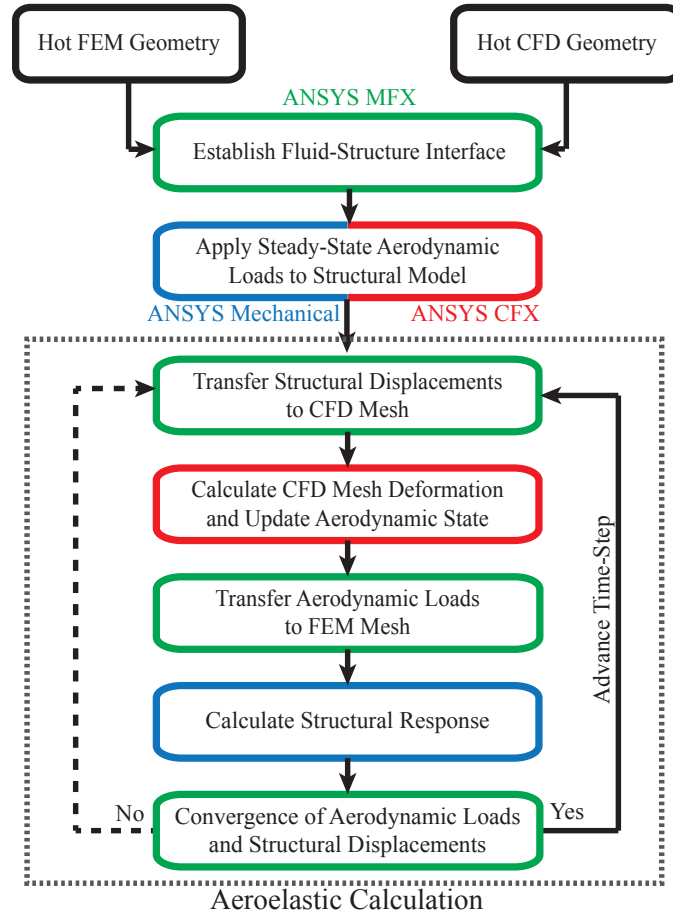 Hot FEM Geometry
Hot CFD Geometry
ANSYS MFX
Establish Fluid-Structure Interface
Apply Steady-State Aerodynamic
Loads to Structural Model
ANSYS Mechanical
ANSYS CFX
Transfer Structural Displacements
to CFD Mesh
Calculate CFD Mesh Deformation
and Update Aerodynamic State
Transfer Aerodynamic Loads
to FEM Mesh
Advance Time-Step
Calculate Structural Response
No
Convergence of Aerodynamic Loads
and Structural Displacements
Yes
Aeroelastic Calculation